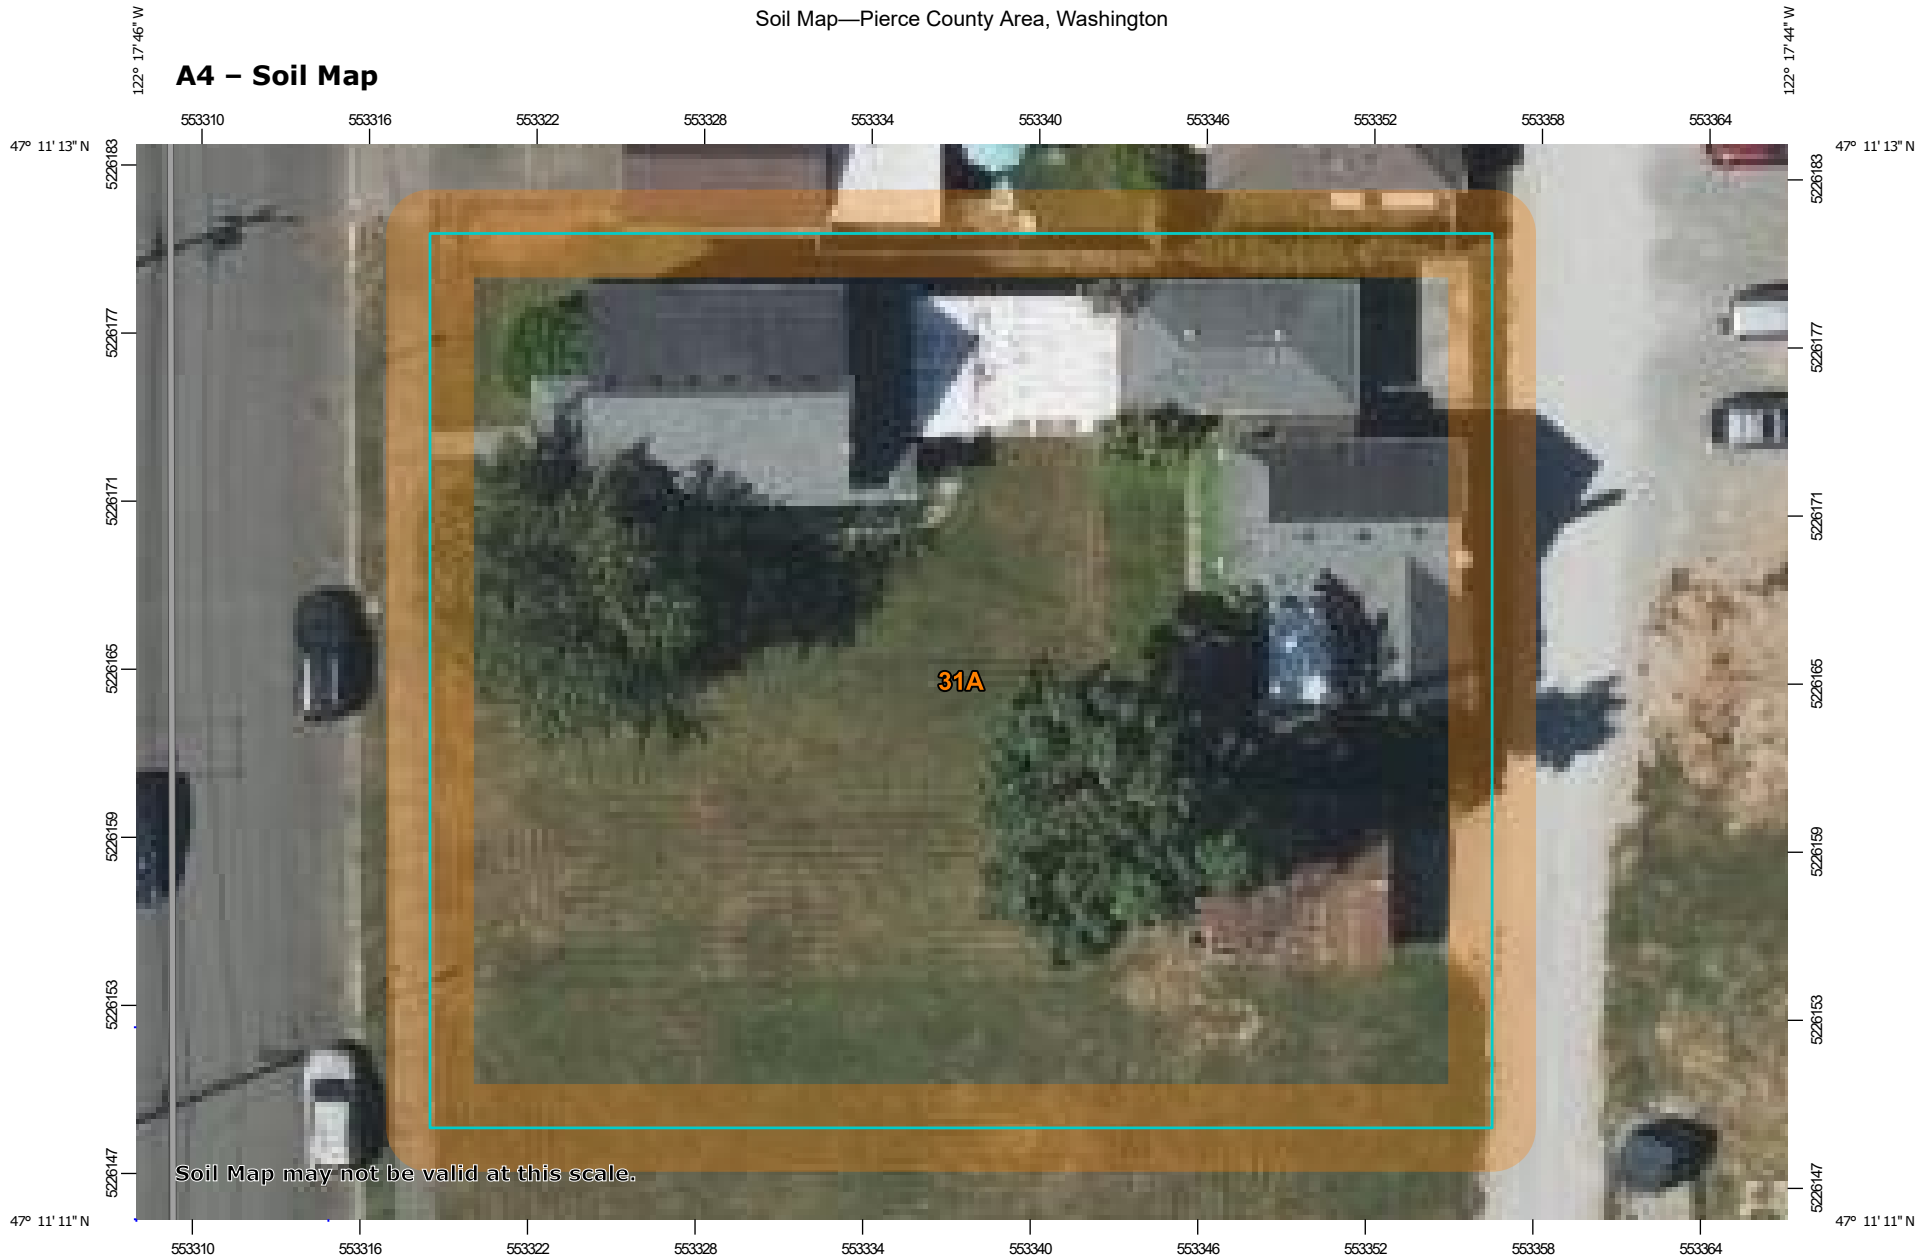 Soil Map—Pierce County Area, Washington
122° 17' 46" W
122° 17' 44" W
A4 – Soil Map
553310 553316 553322 553328 553334 553340 553346 553352 553358 553364
47° 11' 13" N
47° 11' 13" N
5226183
5226183
5226177
5226177
5226171
5226171
31A
5226165
5226165
5226159
5226159
5226153
5226153
Soil Map may not be valid at this scale.
5226147
5226147
47° 11' 11" N
47° 11' 11" N
553310 553316 553322 553328 553334 553340 553346 553352 553358 553364